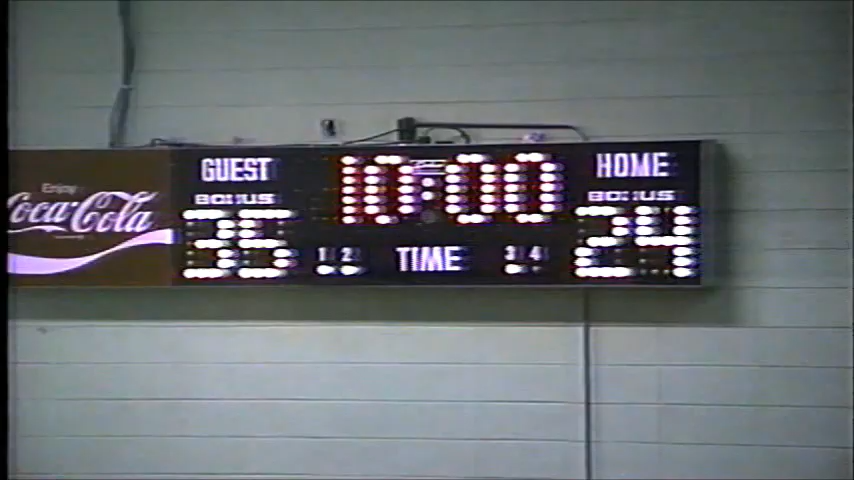 Enjoy
Coca-Cola
GUEST
BONUS
35
10:00
1 2
TIME
3 4
HOME
BONUS
24